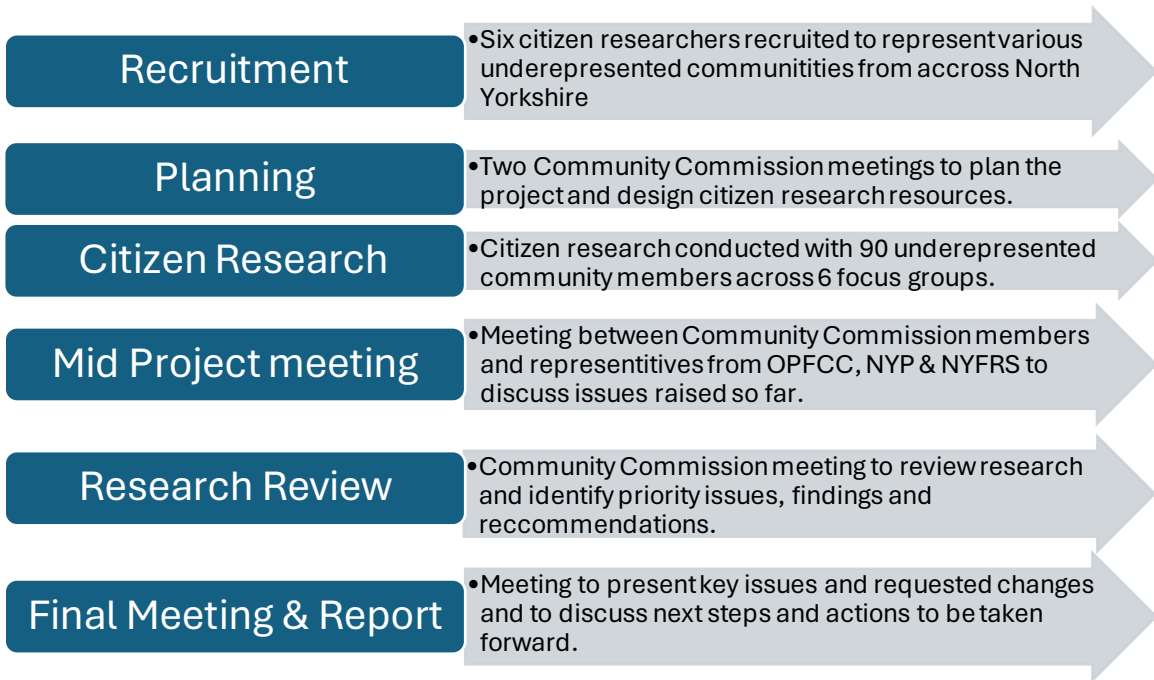 Recruitment
•Six citizen researchers recruited to represent various
underepresented communitities from accross North
Yorkshire
Planning
•Two Community Commission meetings to plan the
project and design citizen research resources.
Citizen Research
•Citizen research conducted with 90 underepresented
community members across 6 focus groups.
Mid Project meeting
•Meeting between Community Commission members
and representitives from OPFCC, NYP & NYFRS to
discuss issues raised so far.
Research Review
•Community Commission meeting to review research
and identify priority issues, findings and
reccommendations.
Final Meeting & Report
•Meeting to present key issues and requested changes
and to discuss next steps and actions to be taken
forward.